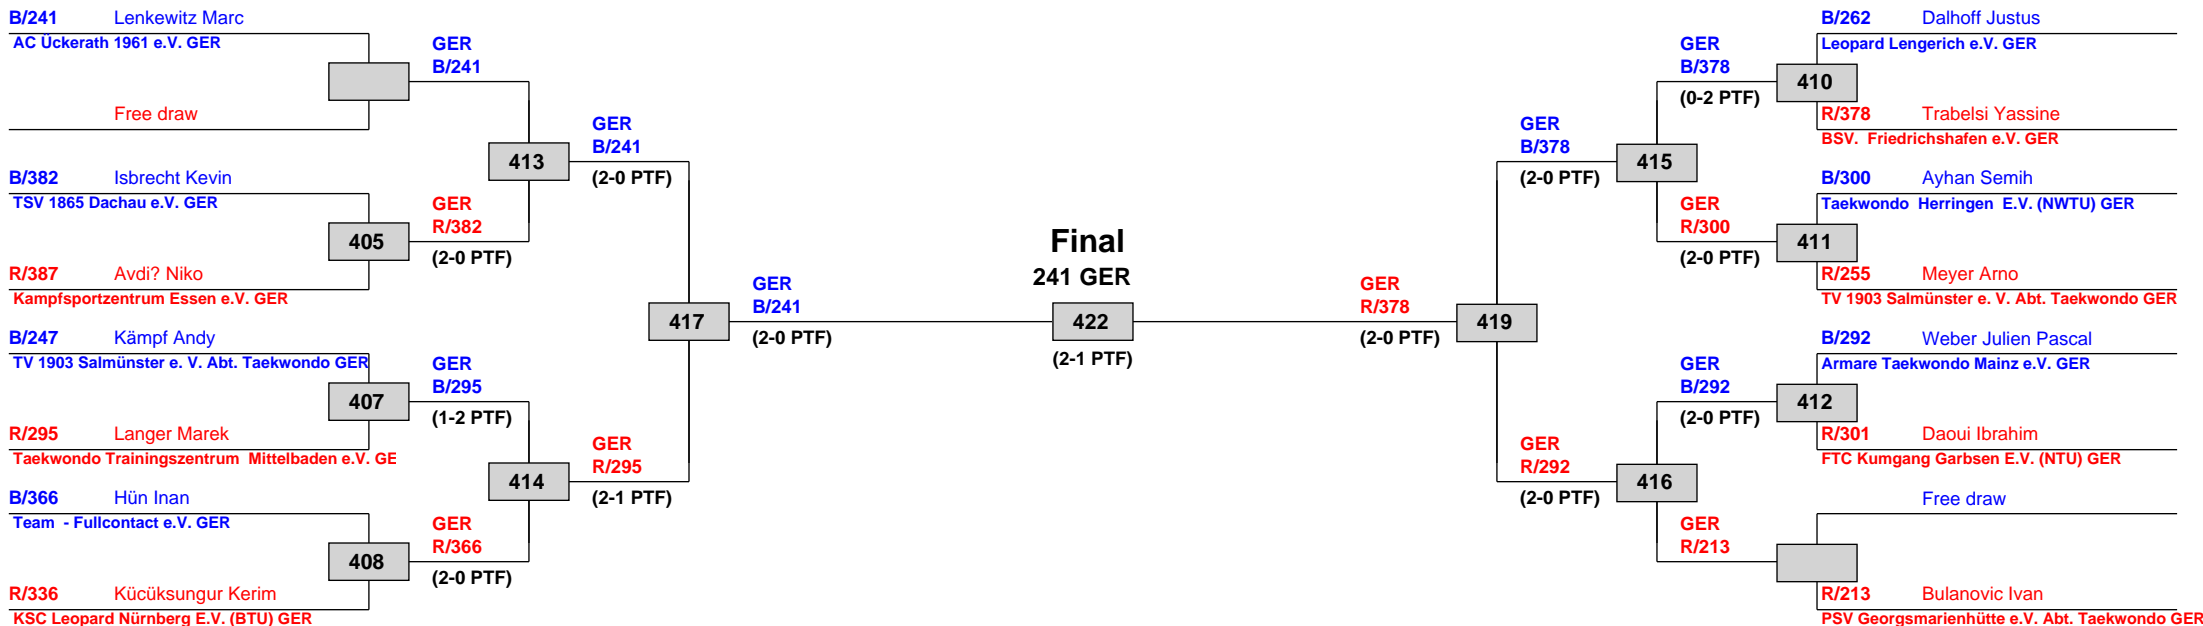 B/241 Lenkewitz Marc
AC Ückerath 1961 e.V. GER
Free draw
B/382 Isbrecht Kevin
TSV 1865 Dachau e.V. GER
R/387 Avdi? Niko
Kampfsportzentrum Essen e.V. GER
B/247 Kämpf Andy
TV 1903 Salmünster e. V. Abt. Taekwondo GER
R/295 Langer Marek
Taekwondo Trainingszentrum Mittelbaden e.V. GE
B/366 Hün Inan
Team - Fullcontact e.V. GER
R/336 Kücüksungur Kerim
KSC Leopard Nürnberg E.V. (BTU) GER
405
407
408
GER
B/241
GER
R/382
(2-0 PTF)
GER
B/295
(1-2 PTF)
GER
R/366
(2-0 PTF)
413
414
GER
B/241
(2-0 PTF)
GER
R/295
(2-1 PTF)
417
GER
B/241
(2-0 PTF)
Final
241 GER
422
(2-1 PTF)
GER
R/378
(2-0 PTF)
419
GER
B/378
(2-0 PTF)
GER
R/292
(2-0 PTF)
415
416
GER
B/378
(0-2 PTF)
GER
R/300
(2-0 PTF)
GER
B/292
(2-0 PTF)
GER
R/213
410
411
412
B/262 Dalhoff Justus
Leopard Lengerich e.V. GER
R/378 Trabelsi Yassine
BSV. Friedrichshafen e.V. GER
B/300 Ayhan Semih
Taekwondo Herringen E.V. (NWTU) GER
R/255 Meyer Arno
TV 1903 Salmünster e. V. Abt. Taekwondo GER
B/292 Weber Julien Pascal
Armare Taekwondo Mainz e.V. GER
R/301 Daoui Ibrahim
FTC Kumgang Garbsen E.V. (NTU) GER
Free draw
R/213 Bulanovic Ivan
PSV Georgsmarienhütte e.V. Abt. Taekwondo GER